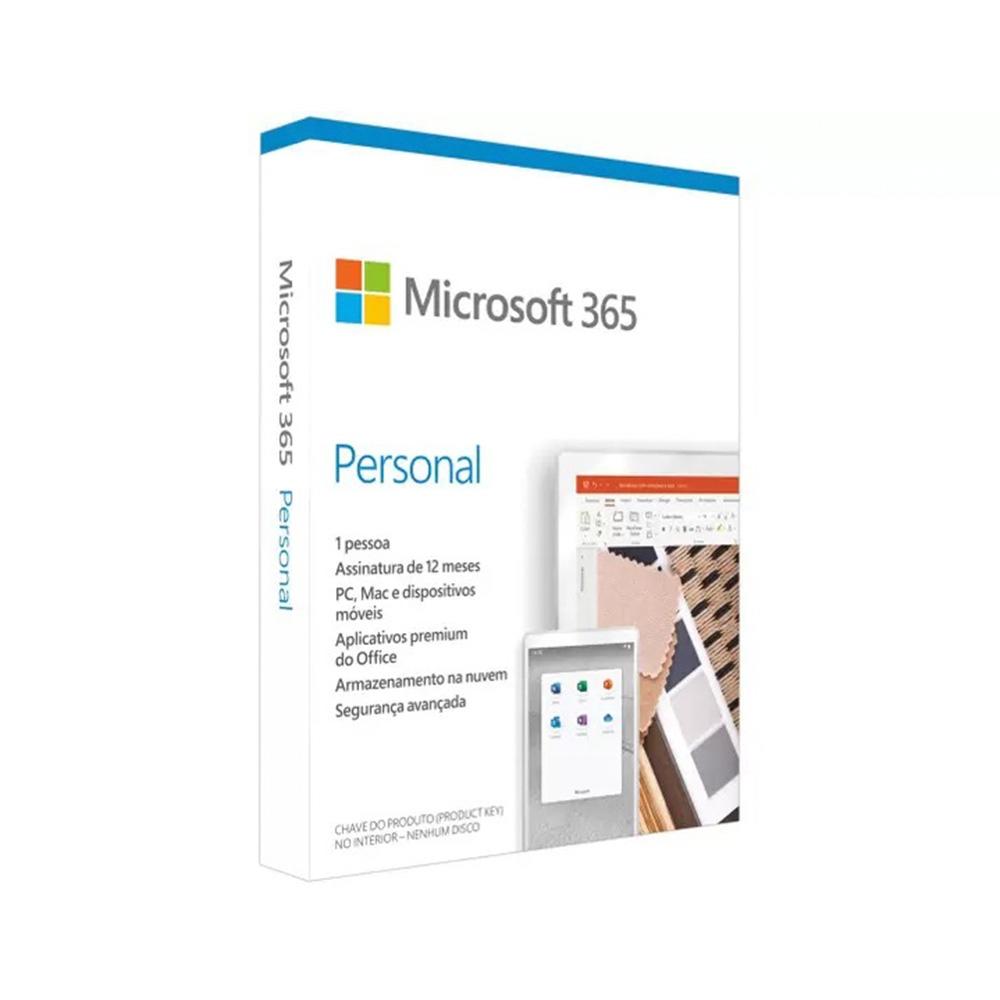 Microsoft 365 Personal
Microsoft 365
Personal
1 pessoa
Assinatura de 12 meses
PC, Mac e dispositivos
móveis
Aplicativos premium
do Office
Armazenamento na nuvem
Segurança avançada
CHAVE DO PRODUTO (PRODUCT KEY)
NO INTERIOR – NENHUM DISCO